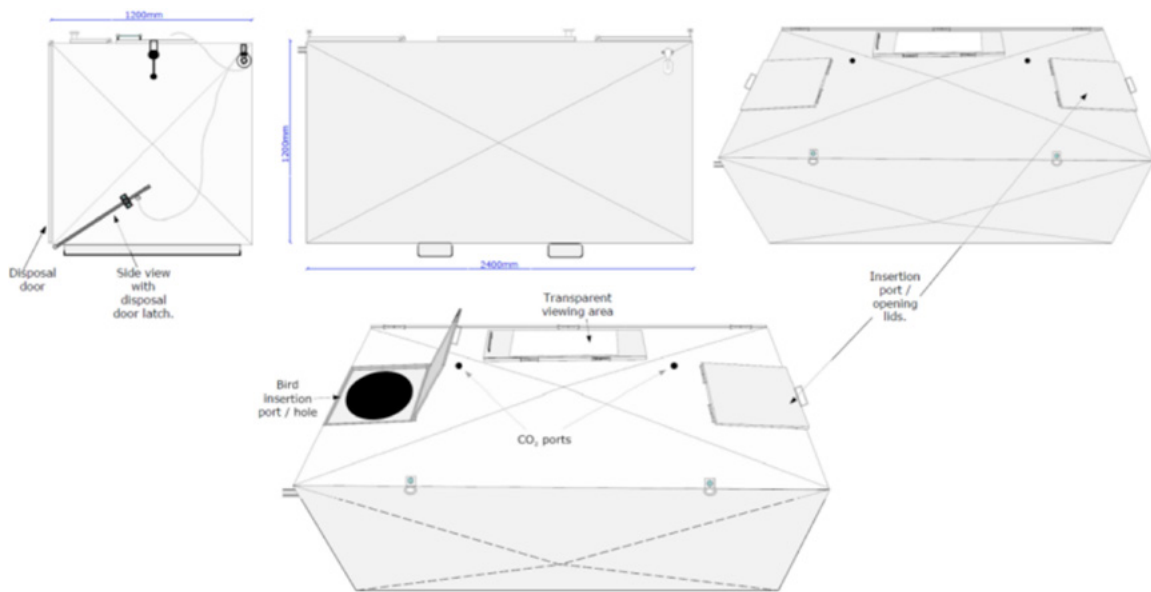 1200mm
1200mm
2400mm
Disposal
door
Side view
with
disposal
door latch.
Insertion
port /
opening
lids.
Transparent
viewing area
Bird
insertion
port / hole
CO₂ ports